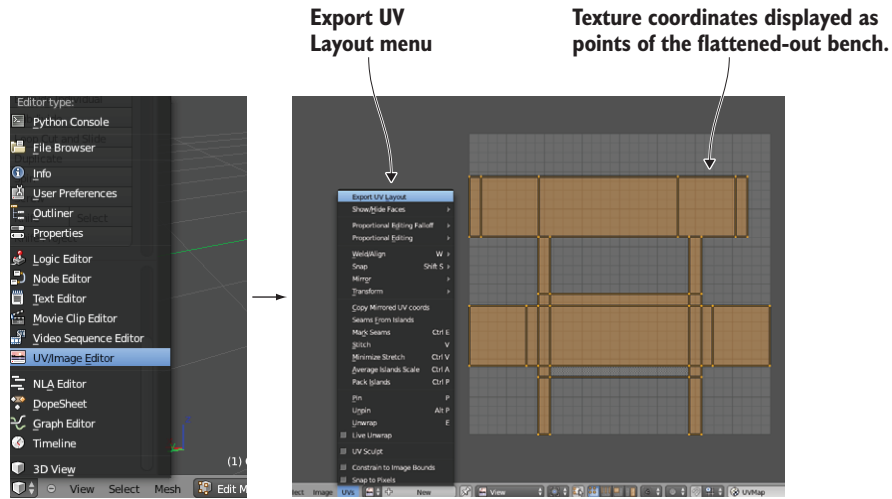 Export UV
Layout menu
Texture coordinates displayed as
points of the flattened-out bench.
Editor type:
Python Console
File Browser
Info
User Preferences
Outliner
Select
Properties
Logic Editor
Node Editor
Text Editor
Movie Clip Editor
Video Sequence Editor
UV/Image Editor
NLA Editor
DopeSheet
Graph Editor
Timeline
3D View
(1)
View Select Mesh Edit M
Export UV Layout
Show/Hide Faces
Proportional Editing Falloff
Proportional Editing
Weld/Align W
Snap Shift S
Mirror
Transform
Copy Mirrored UV coords
Seams From Islands
Mark Seams Ctrl E
Stitch V
Minimize Stretch Ctrl V
Average Islands Scale Ctrl A
Pack Islands Ctrl P
Pin P
Unpin Alt P
Unwrap E
Live Unwrap
UV Sculpt
Constrain to Image Bounds
Snap to Pixels
ect Image UVs New View UVMap